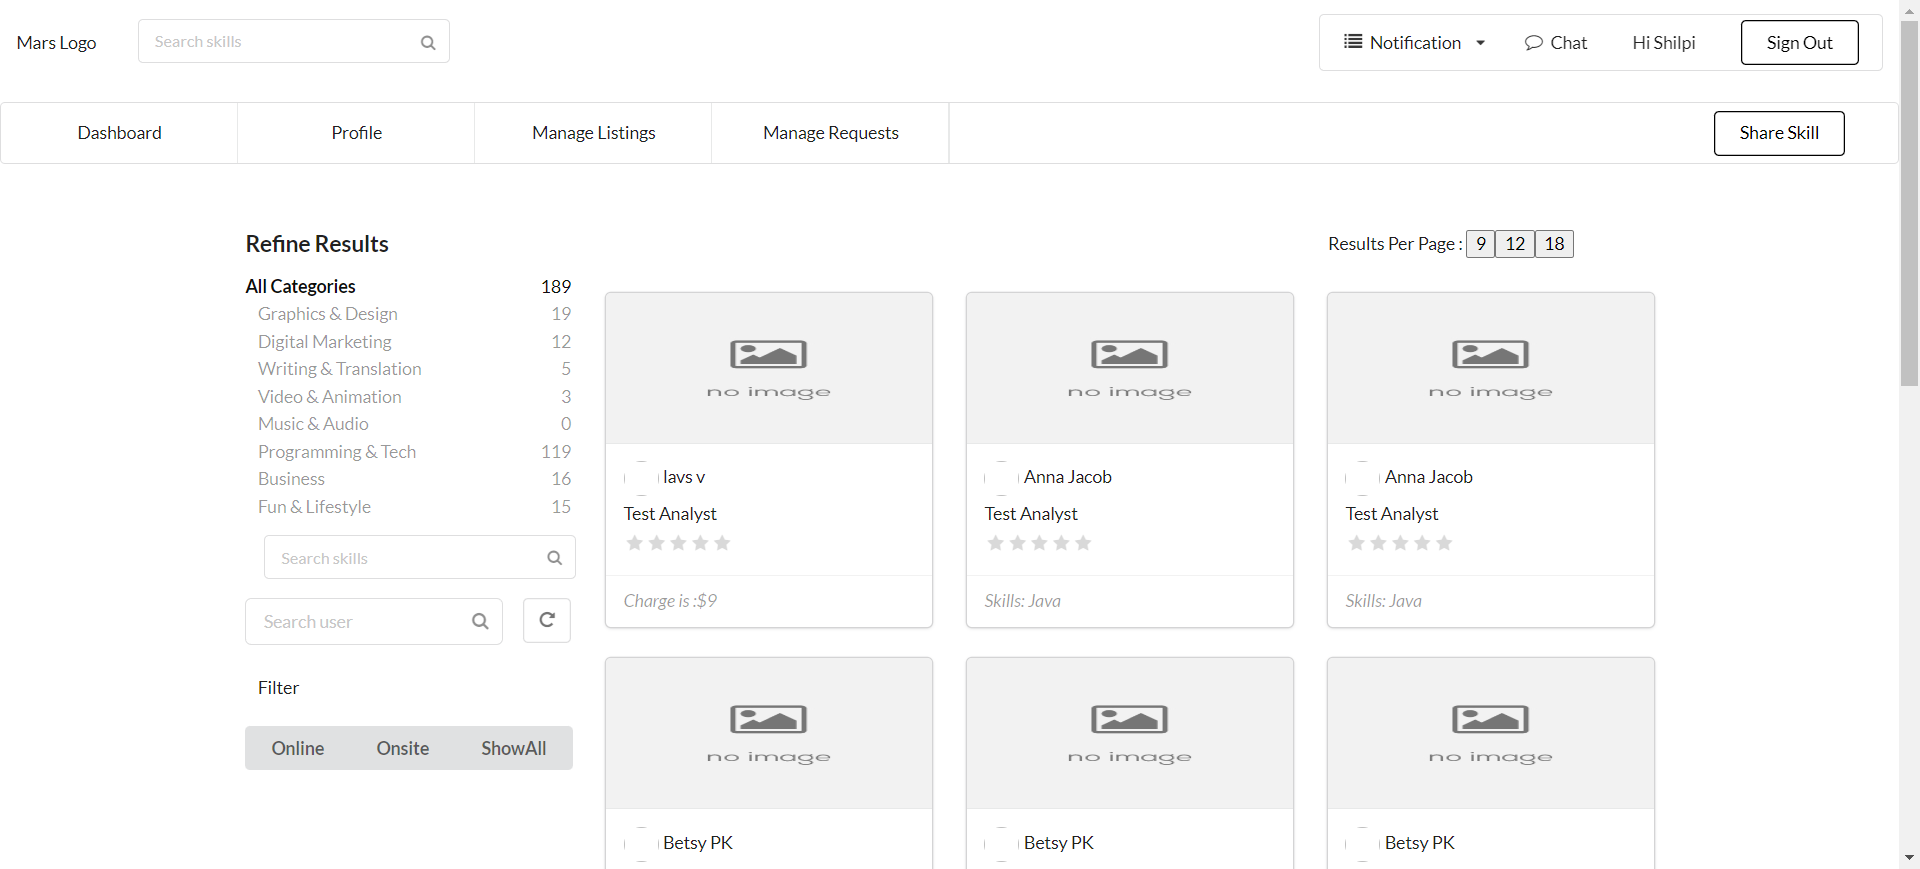 Mars Logo
Search skills
Notification
Chat
Hi Shilpi
Sign Out
Dashboard
Profile
Manage Listings
Manage Requests
Share Skill
Refine Results
Results Per Page : 9 12 18
All Categories 189
Graphics & Design 19
Digital Marketing 12
Writing & Translation 5
Video & Animation 3
Music & Audio 0
Programming & Tech 119
Business 16
Fun & Lifestyle 15
Search skills
Search user
Filter
Online Onsite ShowAll
no image
lavs v
Test Analyst
Charge is :$9
no image
Anna Jacob
Test Analyst
Skills: Java
no image
Anna Jacob
Test Analyst
Skills: Java
no image
Betsy PK
no image
Betsy PK
no image
Betsy PK